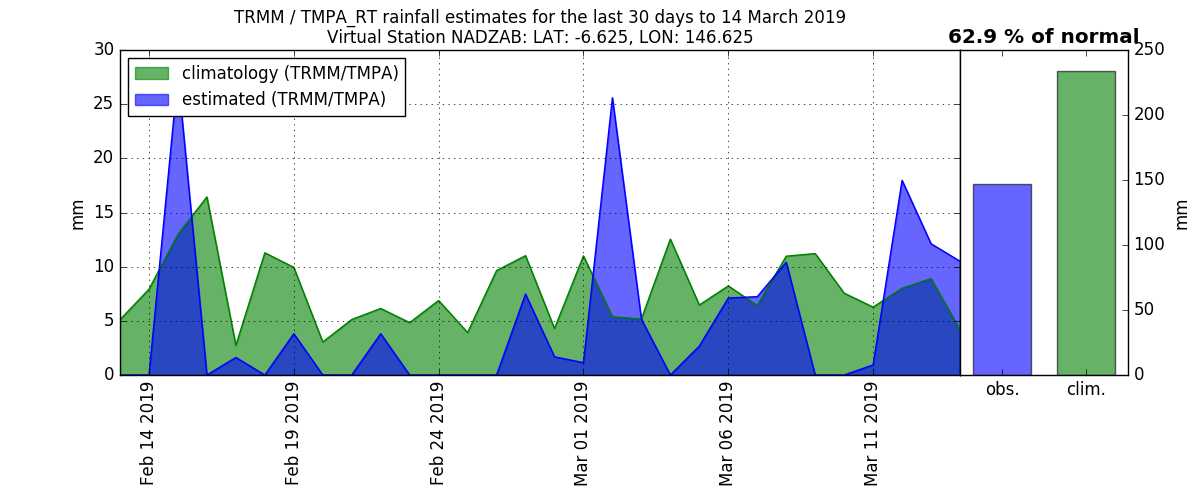 TRMM / TMPA_RT rainfall estimates for the last 30 days to 14 March 2019
Virtual Station NADZAB: LAT: -6.625, LON: 146.625
62.9 % of normal
climatology (TRMM/TMPA)
estimated (TRMM/TMPA)
30
25
20
15
10
5
0
mm
250
200
150
100
50
0
mm
Feb 14 2019
Feb 19 2019
Feb 24 2019
Mar 01 2019
Mar 06 2019
Mar 11 2019
obs.
clim.